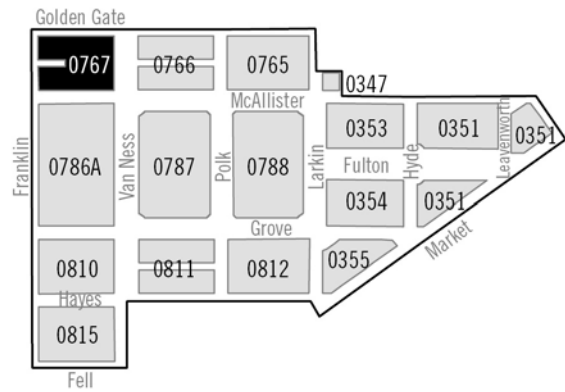 Golden Gate
0767
0766
0765
0347
McAllister
Franklin
0786A
Van Ness
0787
Polk
0788
Larkin
0353
Fulton
0354
Hyde
0351
Leavenworth
0351
0351
Market
Grove
0810
0811
0812
0355
Hayes
0815
Fell